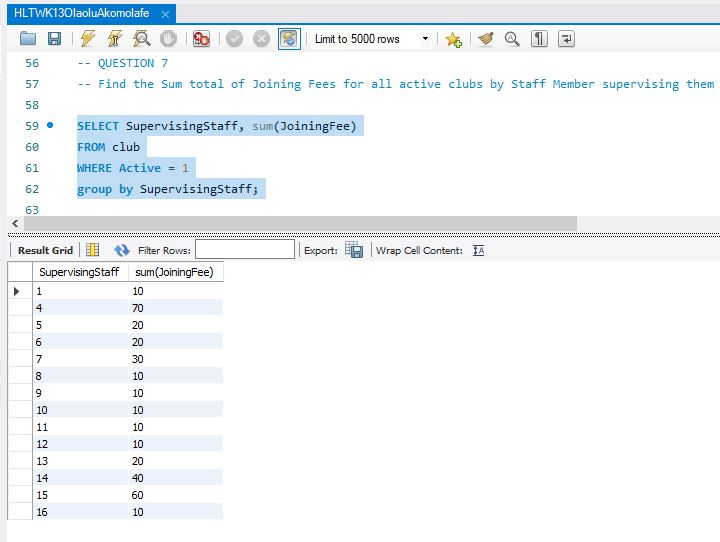 HLTWK13OlaoluAkomolafe ×
Limit to 5000 rows
56 -- QUESTION 7
57 -- Find the Sum total of Joining Fees for all active clubs by Staff Member supervising them
58
59 SELECT SupervisingStaff, sum(JoiningFee)
60 FROM club
61 WHERE Active = 1
62 group by SupervisingStaff;
63
Result Grid Filter Rows: Export: Wrap Cell Content: IA
SupervisingStaff sum(JoiningFee)
1 10
4 70
5 20
6 20
7 30
8 10
9 10
10 10
11 10
12 10
13 20
14 40
15 60
16 10